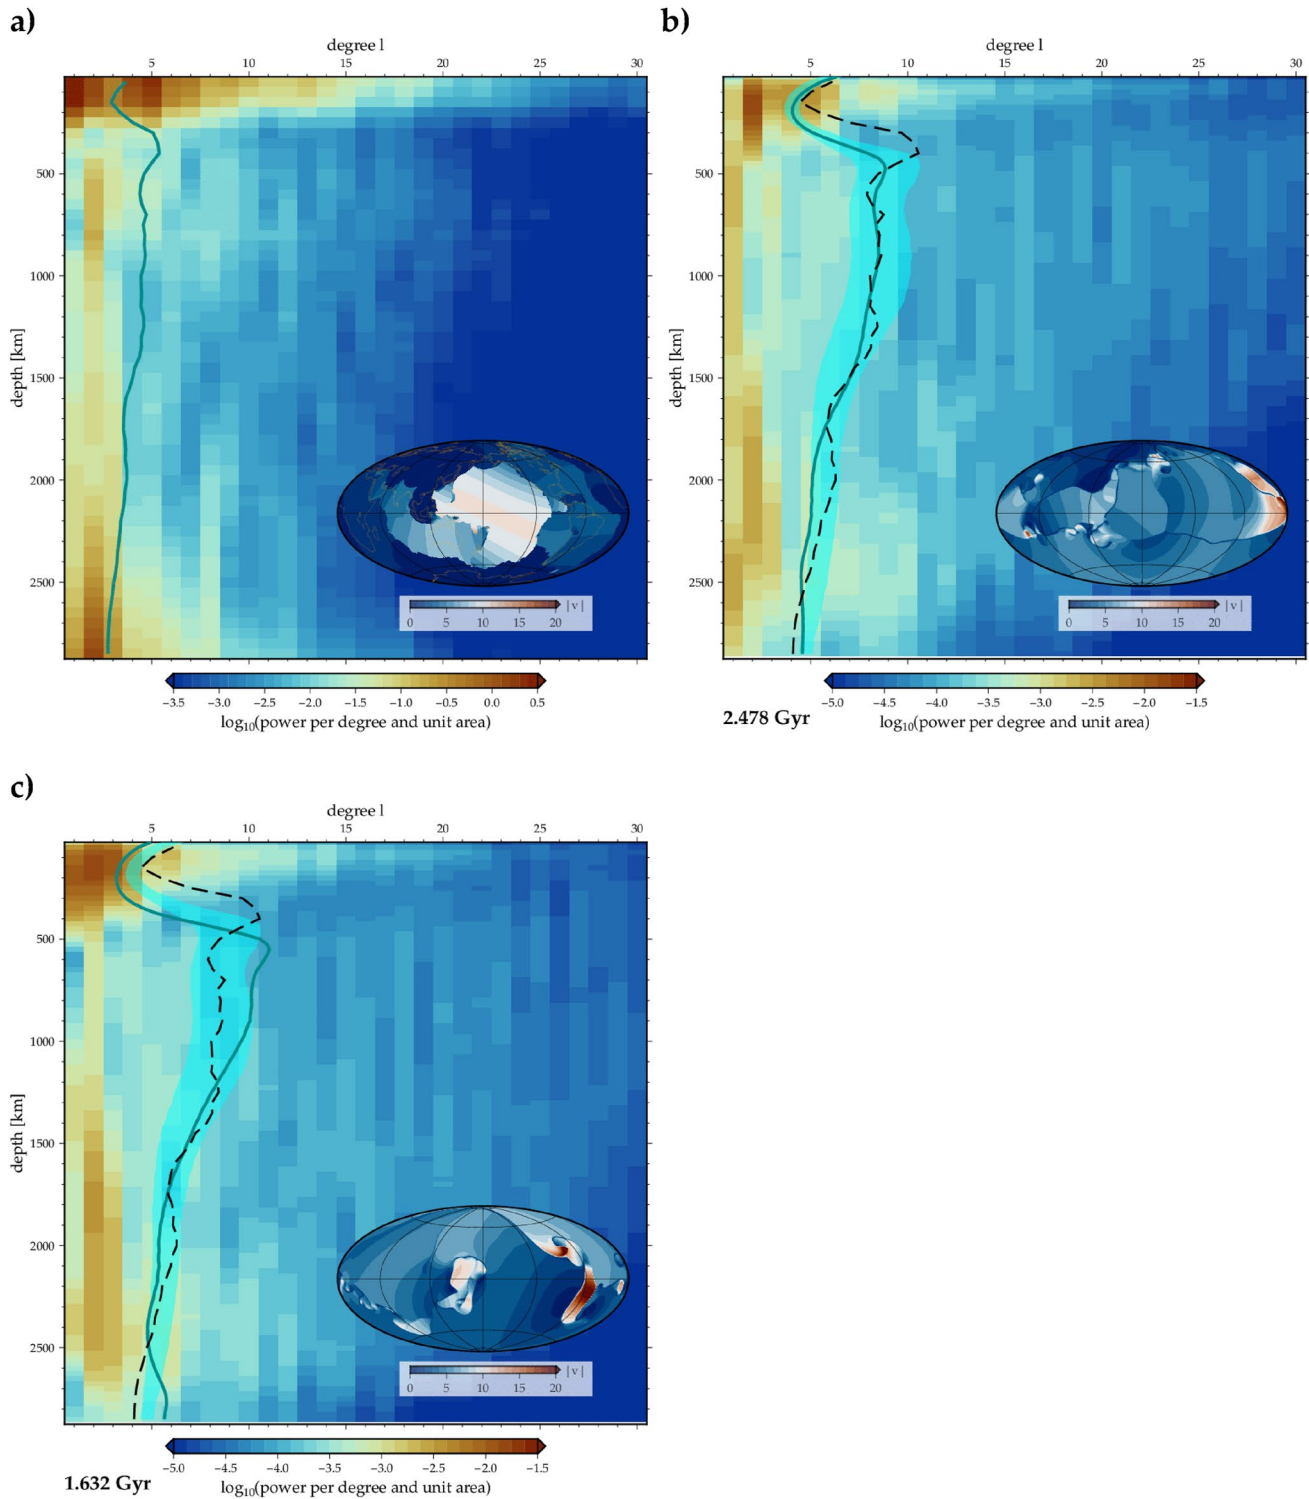 a)
degree l
5 10 15 20 25 30
500
1000
1500
2000
2500
depth [km]
|v|
0 5 10 15 20
−3.5 −3.0 −2.5 −2.0 −1.5 −1.0 −0.5 0.0 0.5
log₁₀(power per degree and unit area)
b)
degree l
5 10 15 20 25 30
500
1000
1500
2000
2500
depth [km]
|v|
0 5 10 15 20
−5.0 −4.5 −4.0 −3.5 −3.0 −2.5 −2.0 −1.5
2.478 Gyr
log₁₀(power per degree and unit area)
c)
degree l
5 10 15 20 25 30
500
1000
1500
2000
2500
depth [km]
|v|
0 5 10 15 20
−5.0 −4.5 −4.0 −3.5 −3.0 −2.5 −2.0 −1.5
1.632 Gyr
log₁₀(power per degree and unit area)